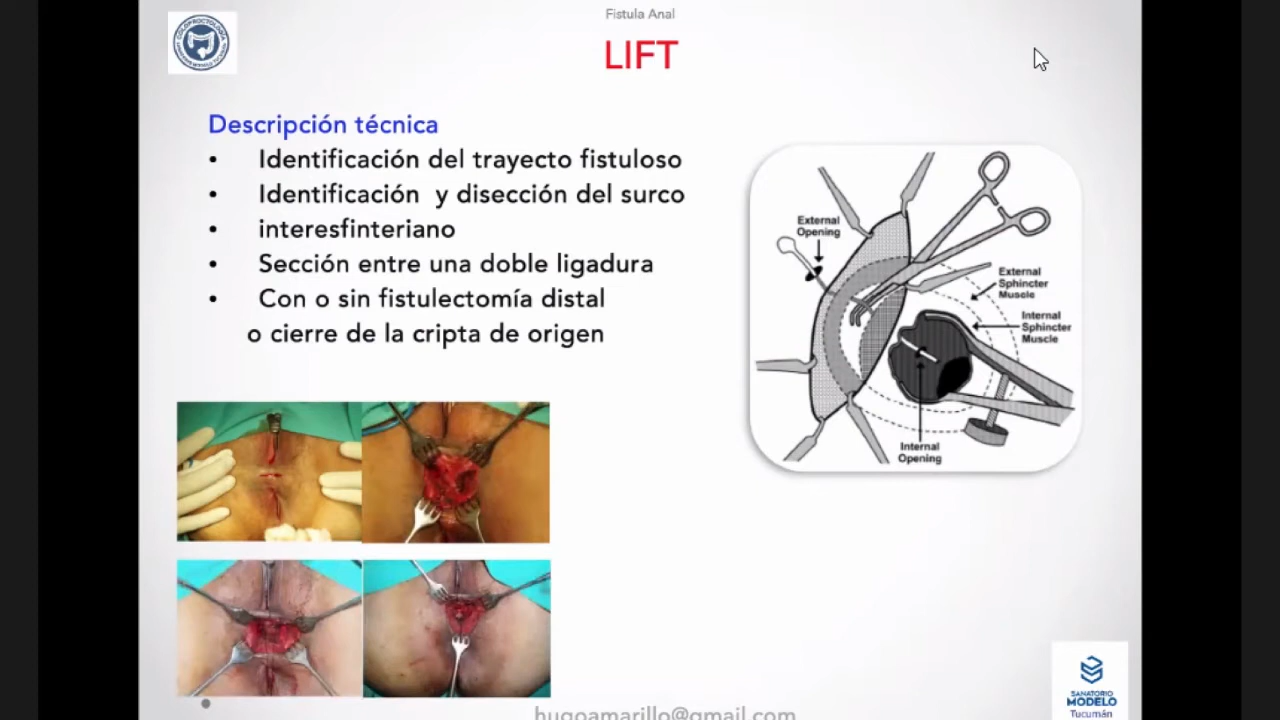 Fistula Anal
LIFT
Descripción técnica
• Identificación del trayecto fistuloso
• Identificación y disección del surco
• interesfinteriano
• Sección entre una doble ligadura
• Con o sin fistulectomía distal
o cierre de la cripta de origen
External
Opening
External
Sphincter
Muscle
Internal
Sphincter
Muscle
Internal
Opening
SANATORIO
MODELO
Tucumán
hugoamarillo@gmail.com